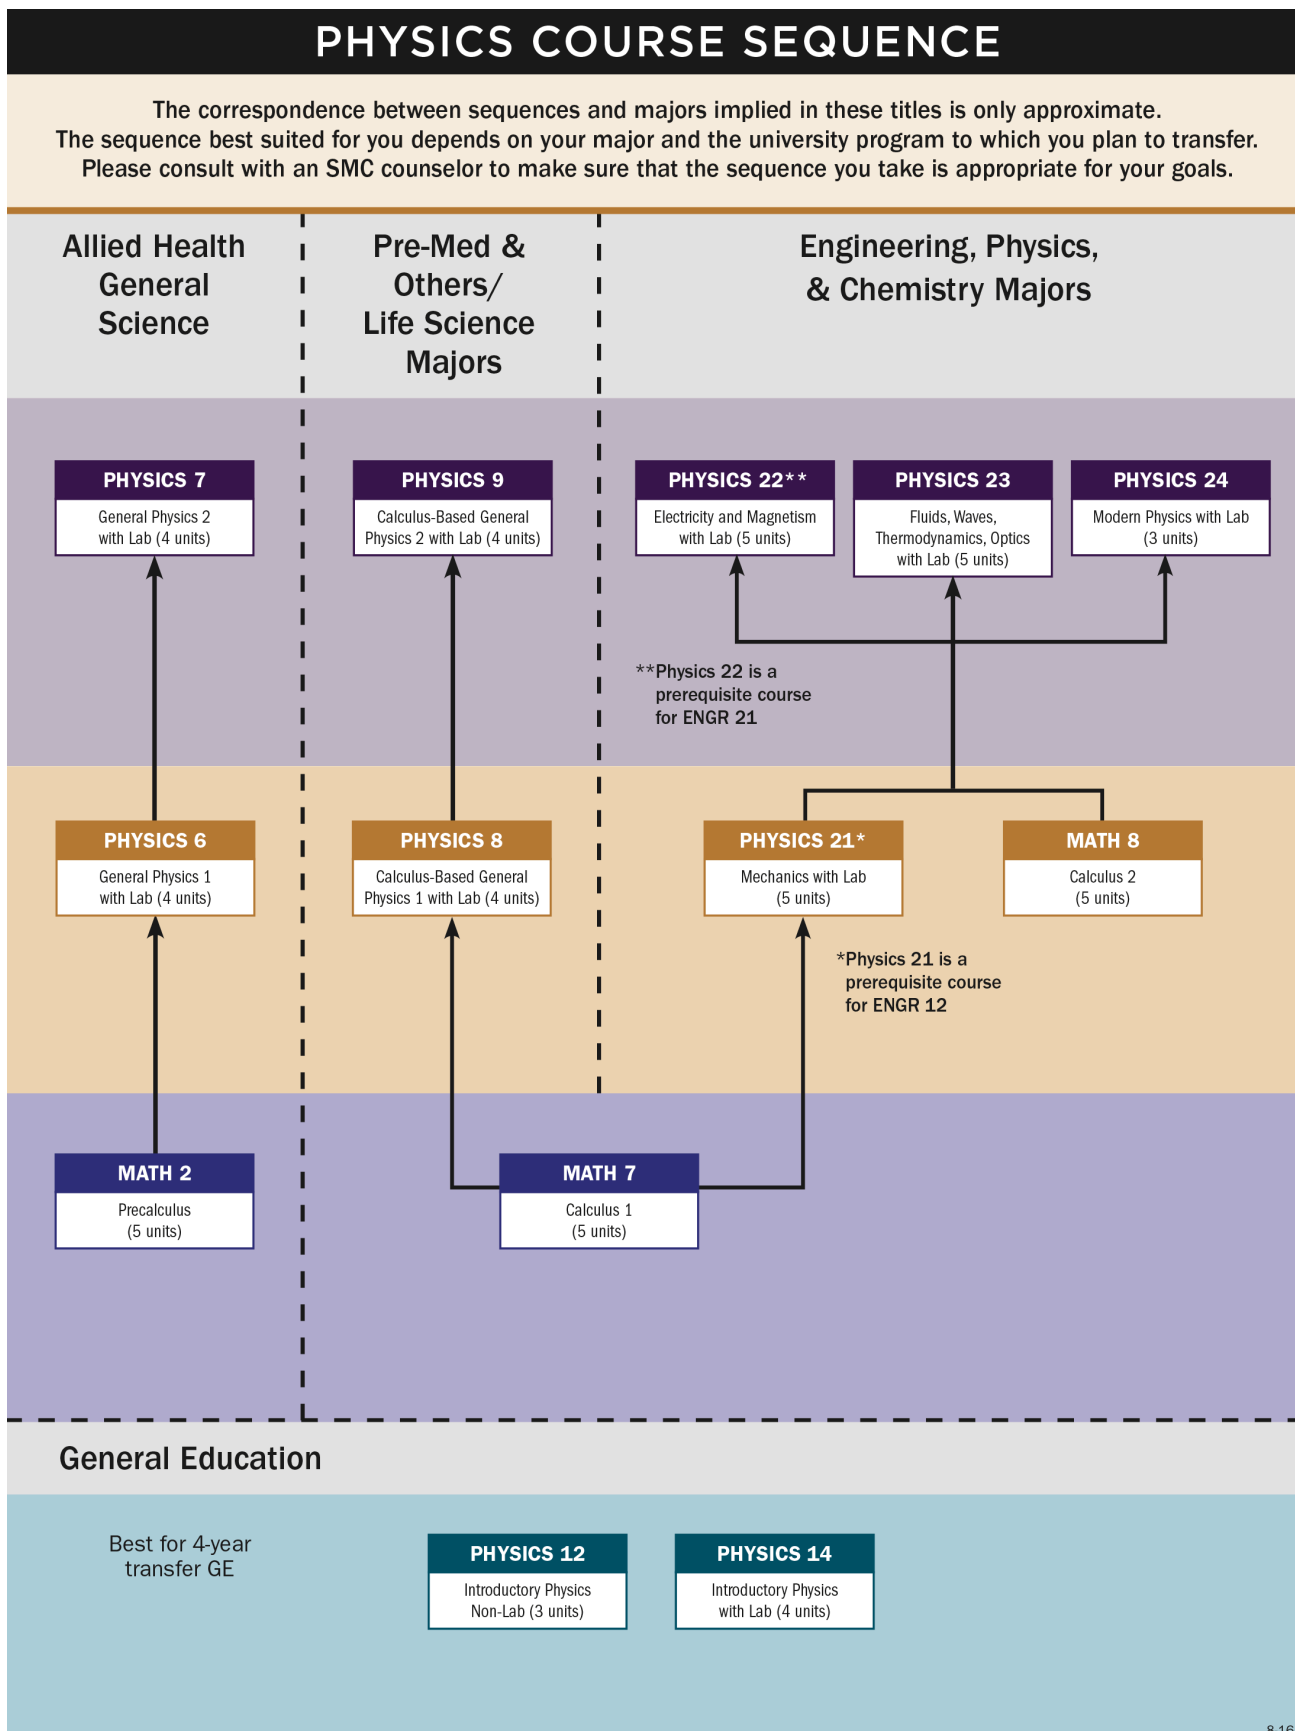 PHYSICS COURSE SEQUENCE
The correspondence between sequences and majors implied in these titles is only approximate.
The sequence best suited for you depends on your major and the university program to which you plan to transfer.
Please consult with an SMC counselor to make sure that the sequence you take is appropriate for your goals.
Allied Health
General
Science
Pre-Med &
Others/
Life Science
Majors
Engineering, Physics,
& Chemistry Majors
PHYSICS 7
General Physics 2
with Lab (4 units)
PHYSICS 9
Calculus-Based General
Physics 2 with Lab (4 units)
PHYSICS 22**
Electricity and Magnetism
with Lab (5 units)
PHYSICS 23
Fluids, Waves,
Thermodynamics, Optics
with Lab (5 units)
PHYSICS 24
Modern Physics with Lab
(3 units)
**Physics 22 is a
prerequisite course
for ENGR 21
PHYSICS 6
General Physics 1
with Lab (4 units)
PHYSICS 8
Calculus-Based General
Physics 1 with Lab (4 units)
PHYSICS 21*
Mechanics with Lab
(5 units)
MATH 8
Calculus 2
(5 units)
*Physics 21 is a
prerequisite course
for ENGR 12
MATH 2
Precalculus
(5 units)
MATH 7
Calculus 1
(5 units)
General Education
Best for 4-year
transfer GE
PHYSICS 12
Introductory Physics
Non-Lab (3 units)
PHYSICS 14
Introductory Physics
with Lab (4 units)
8-16